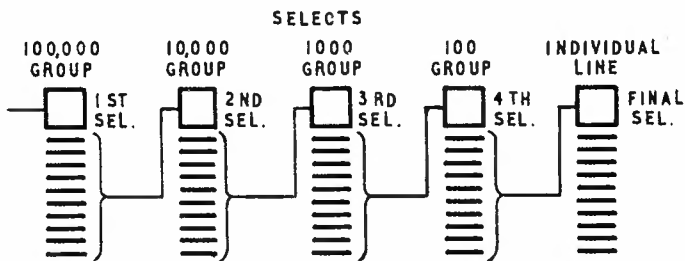 SELECTS
100,000 GROUP
10,000 GROUP
1000 GROUP
100 GROUP
INDIVIDUAL LINE
1ST SEL.
2ND SEL.
3RD SEL.
4TH SEL.
FINAL SEL.